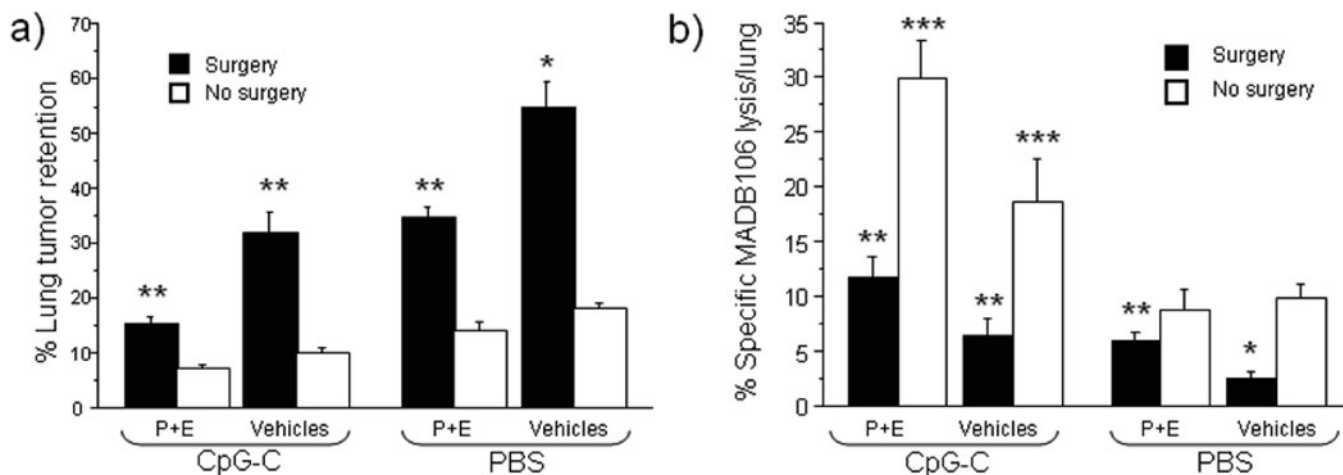 a)
% Lung tumor retention
70
60
50
40
30
20
10
0
Surgery
No surgery
**
**
**
*
P+E
Vehicles
P+E
Vehicles
CpG-C
PBS
b)
% Specific MADB106 lysis/lung
35
30
25
20
15
10
5
0
Surgery
No surgery
**
***
**
***
**
*
P+E
Vehicles
P+E
Vehicles
CpG-C
PBS